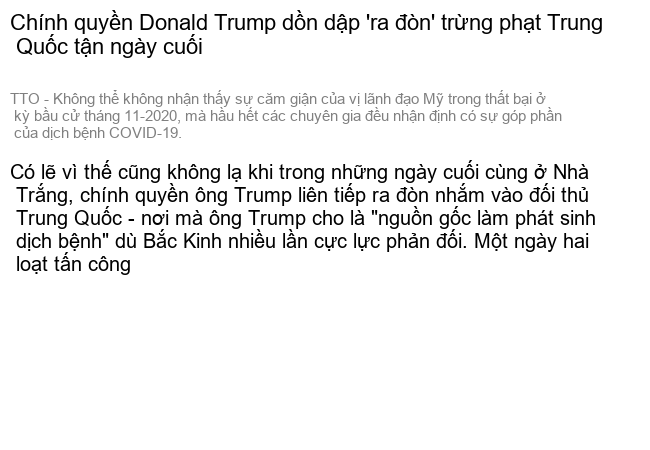 Chính quyền Donald Trump dồn dập 'ra đòn' trừng phạt Trung
Quốc tận ngày cuối
TTO - Không thể không nhận thấy sự căm giận của vị lãnh đạo Mỹ trong thất bại ở
kỳ bầu cử tháng 11-2020, mà hầu hết các chuyên gia đều nhận định có sự góp phần
của dịch bệnh COVID-19.
Có lẽ vì thế cũng không lạ khi trong những ngày cuối cùng ở Nhà
Trắng, chính quyền ông Trump liên tiếp ra đòn nhắm vào đối thủ
Trung Quốc - nơi mà ông Trump cho là "nguồn gốc làm phát sinh
dịch bệnh" dù Bắc Kinh nhiều lần cực lực phản đối. Một ngày hai
loạt tấn công